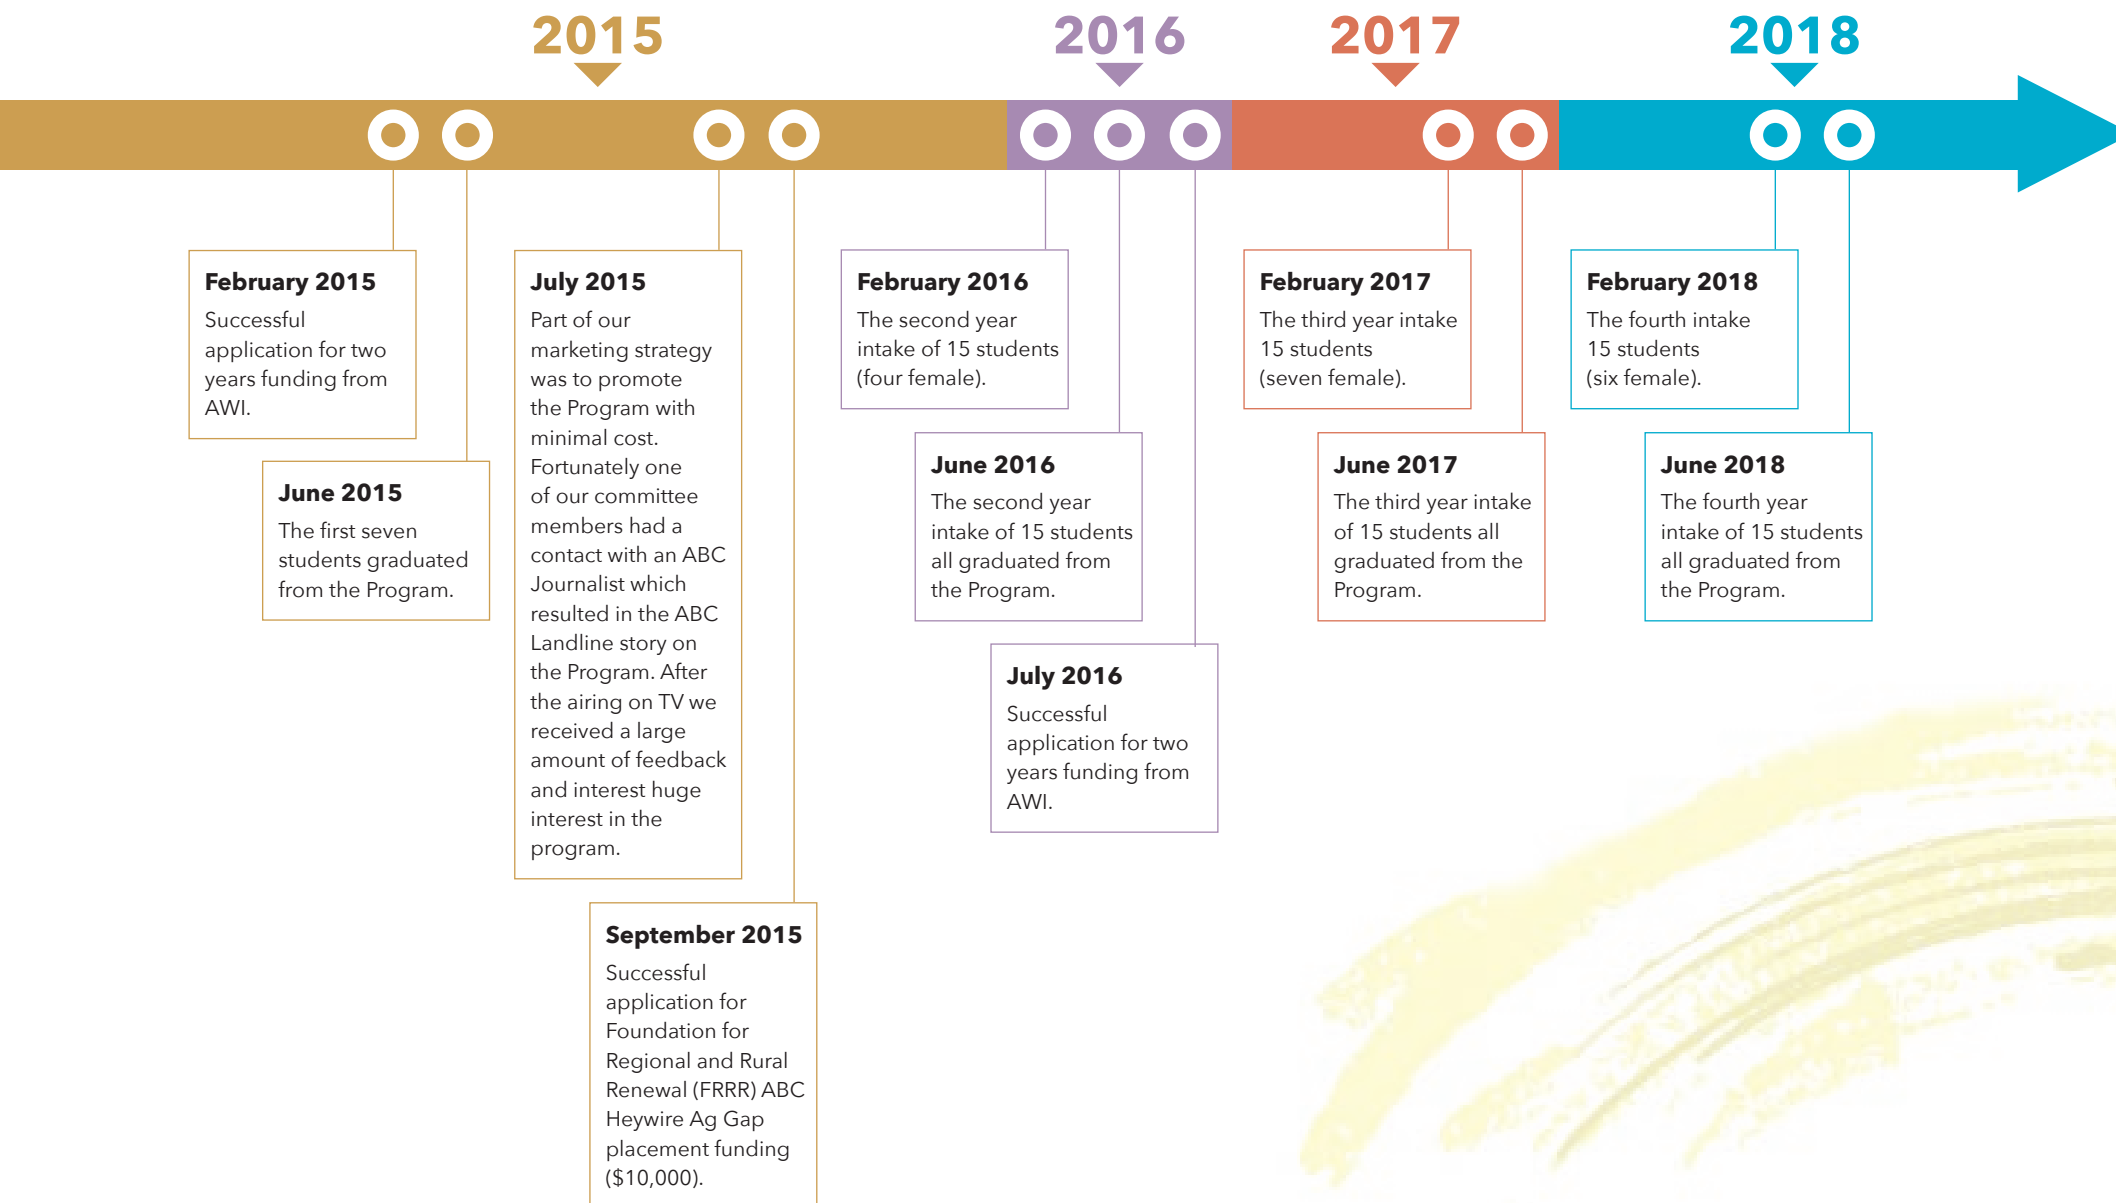 2015
2016
2017
2018
February 2015
Successful
application for two
years funding from
AWI.
June 2015
The first seven
students graduated
from the Program.
July 2015
Part of our
marketing strategy
was to promote
the Program with
minimal cost.
Fortunately one
of our committee
members had a
contact with an ABC
Journalist which
resulted in the ABC
Landline story on
the Program. After
the airing on TV we
received a large
amount of feedback
and interest huge
interest in the
program.
September 2015
Successful
application for
Foundation for
Regional and Rural
Renewal (FRRR) ABC
Heywire Ag Gap
placement funding
($10,000).
February 2016
The second year
intake of 15 students
(four female).
June 2016
The second year
intake of 15 students
all graduated from
the Program.
July 2016
Successful
application for two
years funding from
AWI.
February 2017
The third year intake
15 students
(seven female).
June 2017
The third year intake
of 15 students all
graduated from the
Program.
February 2018
The fourth intake
15 students
(six female).
June 2018
The fourth year
intake of 15 students
all graduated from
the Program.